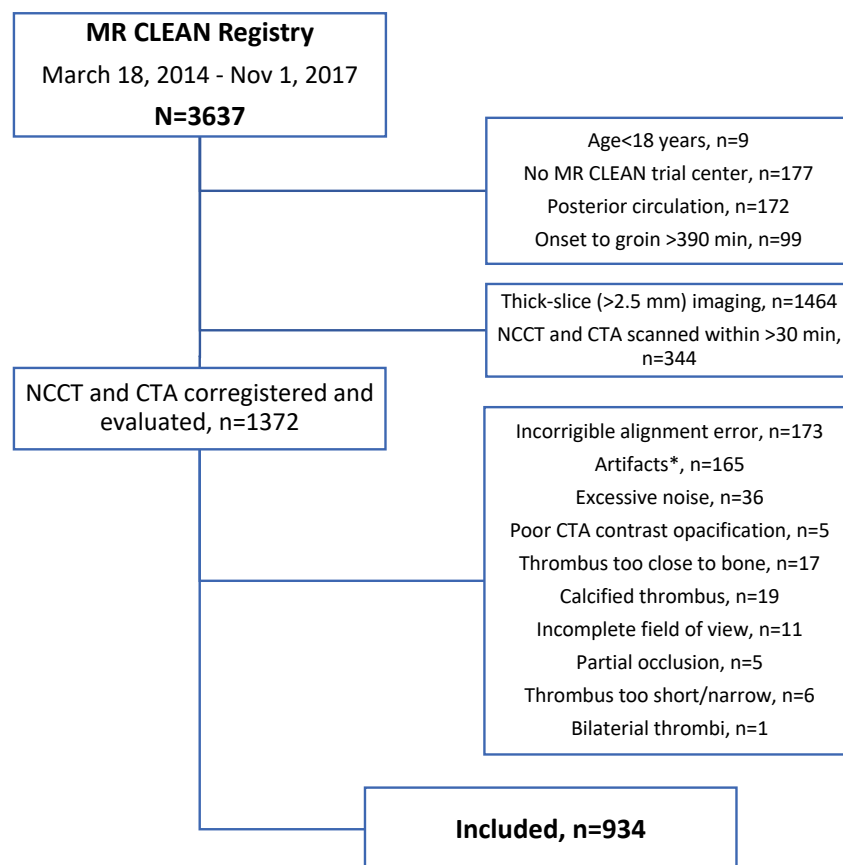 MR CLEAN Registry
March 18, 2014 - Nov 1, 2017
N=3637
Age<18 years, n=9
No MR CLEAN trial center, n=177
Posterior circulation, n=172
Onset to groin >390 min, n=99
Thick-slice (>2.5 mm) imaging, n=1464
NCCT and CTA scanned within >30 min,
n=344
NCCT and CTA corregistered and
evaluated, n=1372
Incorrigible alignment error, n=173
Artifacts*, n=165
Excessive noise, n=36
Poor CTA contrast opacification, n=5
Thrombus too close to bone, n=17
Calcified thrombus, n=19
Incomplete field of view, n=11
Partial occlusion, n=5
Thrombus too short/narrow, n=6
Bilaterial thrombi, n=1
Included, n=934